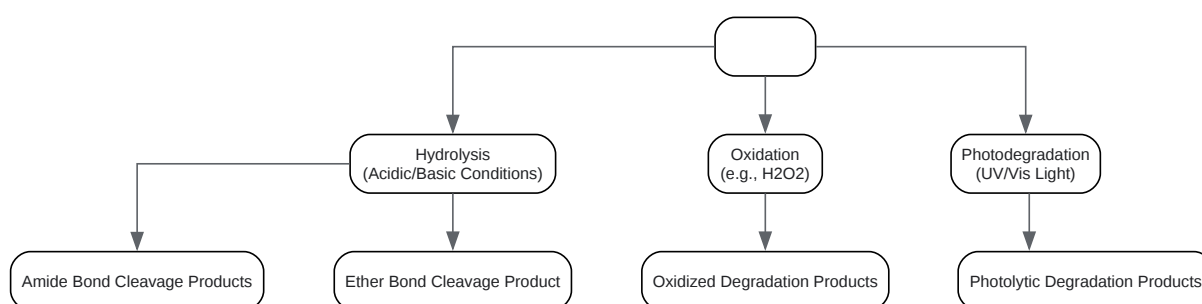 Hydrolysis
(Acidic/Basic Conditions)
Oxidation
(e.g., H2O2)
Photodegradation
(UV/Vis Light)
Amide Bond Cleavage Products
Ether Bond Cleavage Product
Oxidized Degradation Products
Photolytic Degradation Products